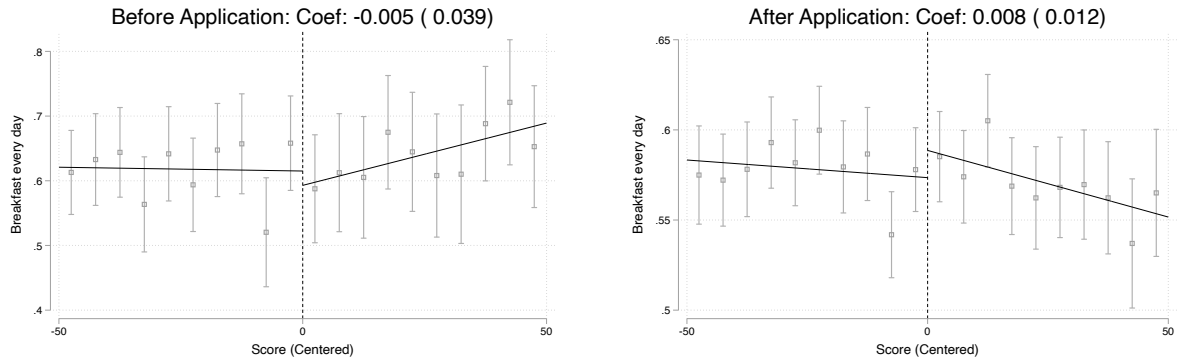 Before Application: Coef: -0.005 ( 0.039)
.8
.7
.6
.5
.4
Breakfast every day
-50
0
50
Score (Centered)
After Application: Coef: 0.008 ( 0.012)
.65
.6
.55
.5
Breakfast every day
-50
0
50
Score (Centered)